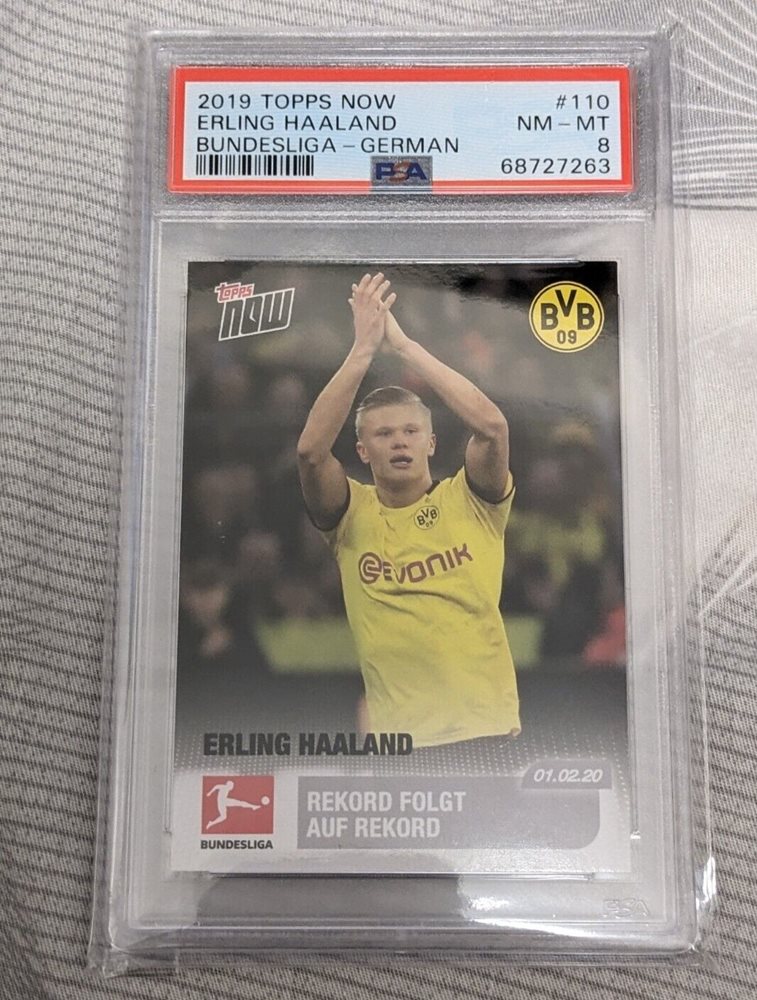 2019 TOPPS NOW #110
ERLING HAALAND NM - MT
BUNDESLIGA - GERMAN 8
PSA 68727263
TOPPS
NOW
BVB
09
BVB
09
EVONIK
ERLING HAALAND
01.02.20
REKORD FOLGT
AUF REKORD
BUNDESLIGA
PSA